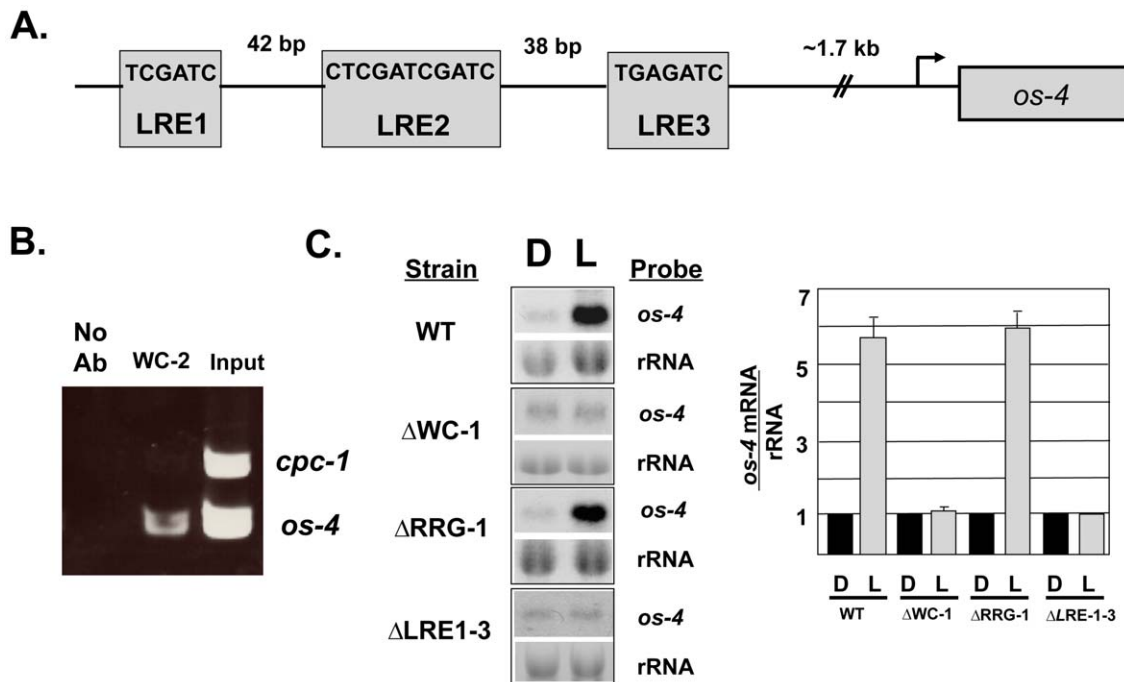 A.
42 bp
38 bp
~1.7 kb
TCGATC
LRE1
CTCGATCGATC
LRE2
TGAGATC
LRE3
os-4
B.
No Ab
WC-2
Input
cpc-1
os-4
C.
D L
Strain
Probe
WT
os-4
rRNA
ΔWC-1
os-4
rRNA
ΔRRG-1
os-4
rRNA
ΔLRE1-3
os-4
rRNA
os-4 mRNA
rRNA
7
5
3
1
D L D L D L D L
WT ΔWC-1 ΔRRG-1 ΔLRE-1-3